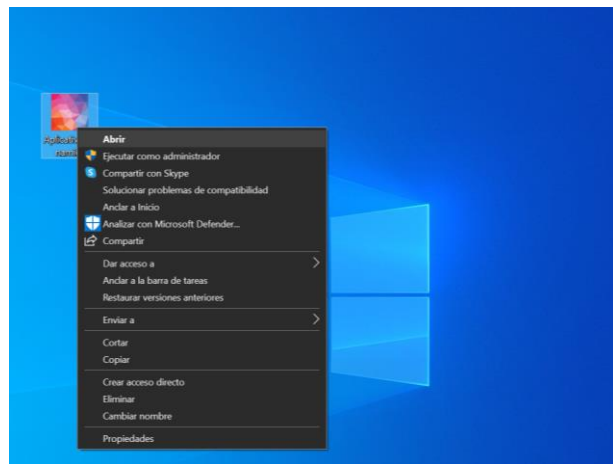 Abrir
Ejecutar como administrador
Compartir con Skype
Solucionar problemas de compatibilidad
Anclar a Inicio
Analizar con Microsoft Defender...
Compartir
Dar acceso a
Anclar a la barra de tareas
Restaurar versiones anteriores
Enviar a
Cortar
Copiar
Crear acceso directo
Eliminar
Cambiar nombre
Propiedades